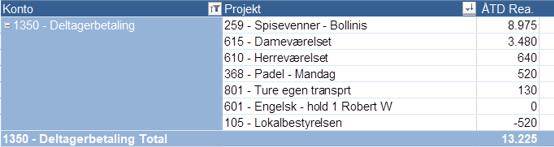 Konto Projekt ÅTD Rea.
1350 - Deltagerbetaling 259 - Spisevenner - Bollinis 8.975
615 - Dameværelset 3.480
610 - Herreværelset 640
368 - Padel - Mandag 520
801 - Ture egen transprt 130
601 - Engelsk - hold 1 Robert W 0
105 - Lokalbestyrelsen -520
1350 - Deltagerbetaling Total 13.225